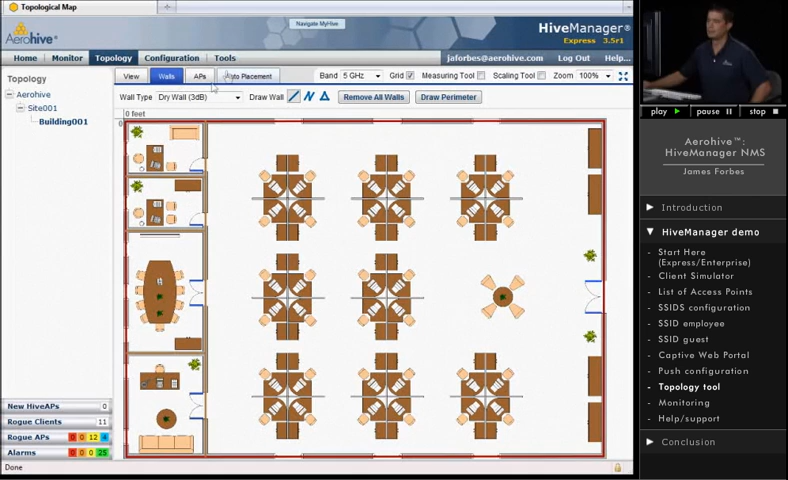 Topological Map
Navigate MyHive
Aerohive
NETWORKS
HiveManager®
Express 3.5r1
Home Monitor Topology Configuration Tools
jaforbes@aerohive.com Log Out Help...
Topology
Aerohive
Site001
Building001
View Walls APs Auto Placement
Band 5 GHz Grid Measuring Tool Scaling Tool Zoom 100%
Wall Type Dry Wall (3dB) Draw Wall Remove All Walls Draw Perimeter
0 feet
0
New HiveAPs 0
Rogue Clients 11
Rogue APs 0 0 12 4
Alarms 0 0 0 25
Done
play pause stop
Aerohive™:
HiveManager NMS
James Forbes
Introduction
HiveManager demo
- Start Here
(Express/Enterprise)
- Client Simulator
- List of Access Points
- SSIDS configuration
- SSID employee
- SSID guest
- Captive Web Portal
- Push configuration
- Topology tool
- Monitoring
- Help/support
Conclusion